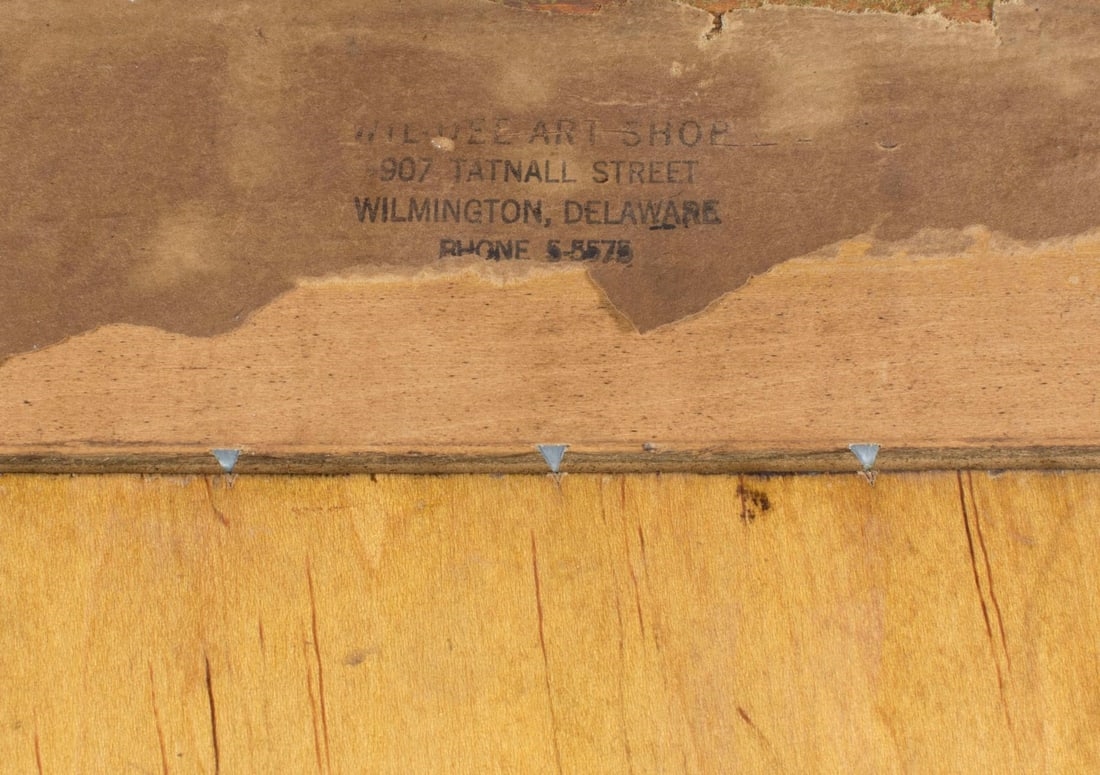 ART SHOP
907 TATNALL STREET
WILMINGTON, DELAWARE
PHONE 5-5575